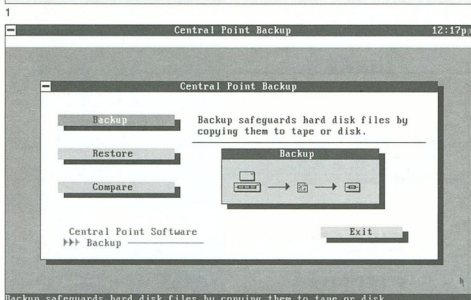 1
Central Point Backup 12:17p
Central Point Backup
Backup
Backup safeguards hard disk files by
copying them to tape or disk.
Restore
Backup
Compare
Central Point Software
Backup
Exit
Backup safeguards hard disk files by copying them to tape or disk